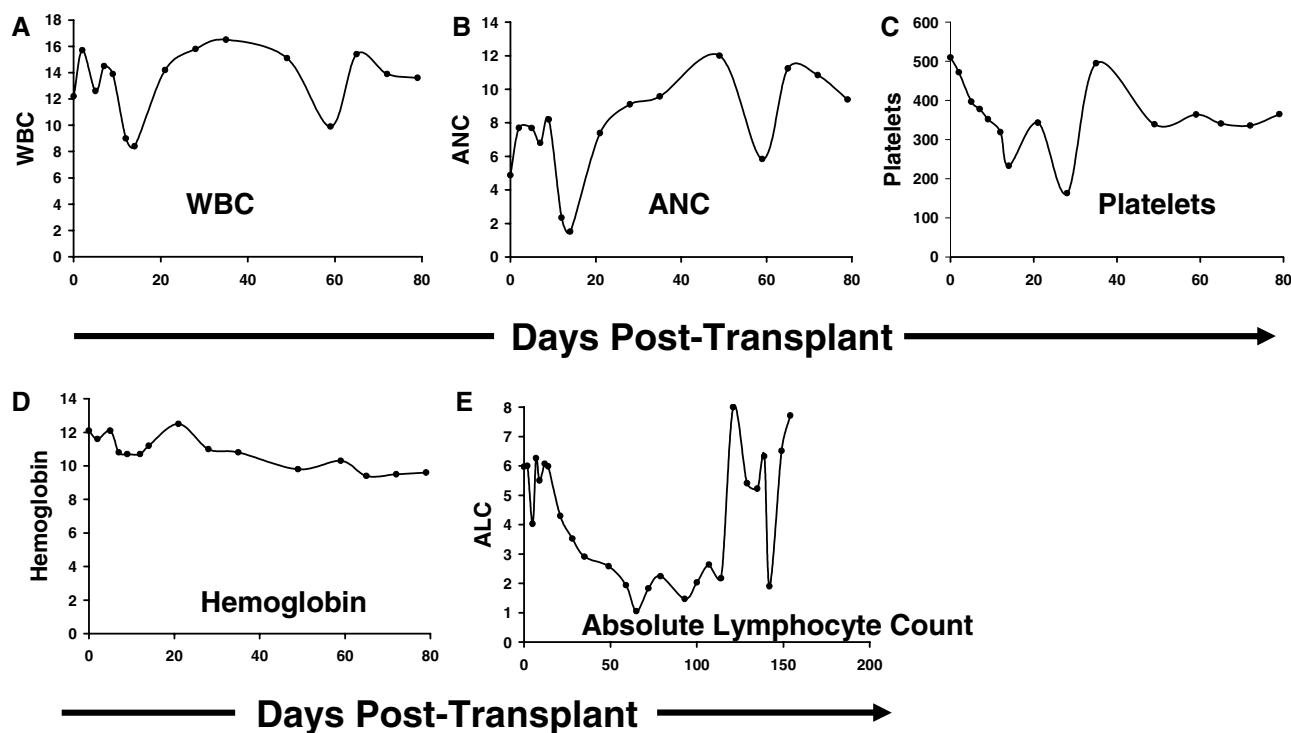 A
WBC
18
16
14
12
10
8
6
4
2
0
0 20 40 60 80
WBC
B
ANC
14
12
10
8
6
4
2
0
0 20 40 60 80
ANC
C
Platelets
600
500
400
300
200
100
0
0 20 40 60 80
Platelets
Days Post-Transplant
D
Hemoglobin
14
12
10
8
6
4
2
0
0 20 40 60 80
Hemoglobin
E
ALC
8
7
6
5
4
3
2
1
0
0 50 100 150 200
Absolute Lymphocyte Count
Days Post-Transplant